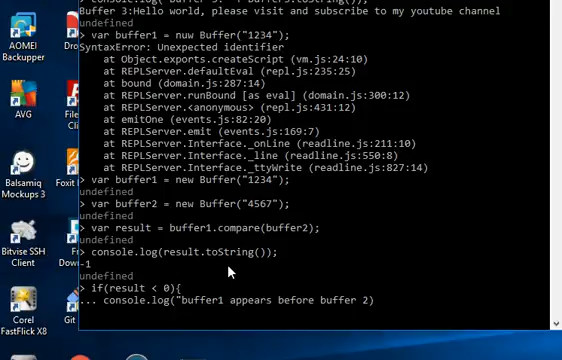 console.log( Buffer 3: + buffer3.toString());
Buffer 3:Hello world, please visit and subscribe to my youtube channel
undefined
> var buffer1 = nuw Buffer("1234");
SyntaxError: Unexpected identifier
at Object.exports.createScript (vm.js:24:10)
at REPLServer.defaultEval (repl.js:235:25)
at bound (domain.js:287:14)
at REPLServer.runBound [as eval] (domain.js:300:12)
at REPLServer.<anonymous> (repl.js:431:12)
at emitOne (events.js:82:20)
at REPLServer.emit (events.js:169:7)
at REPLServer.Interface._onLine (readline.js:211:10)
at REPLServer.Interface._line (readline.js:550:8)
at REPLServer.Interface._ttyWrite (readline.js:827:14)
> var buffer1 = new Buffer("1234");
undefined
> var buffer2 = new Buffer("4567");
undefined
> var result = buffer1.compare(buffer2);
undefined
> console.log(result.toString());
-1
undefined
> if(result < 0){
... console.log("buffer1 appears before buffer 2)
AOMEI
Backupper
Dro
AVG
File
Cli
Balsamiq
Mockups 3
Foxit
Bitvise SSH
Client
Fr
Dow
Corel
FastFlick X8
Git